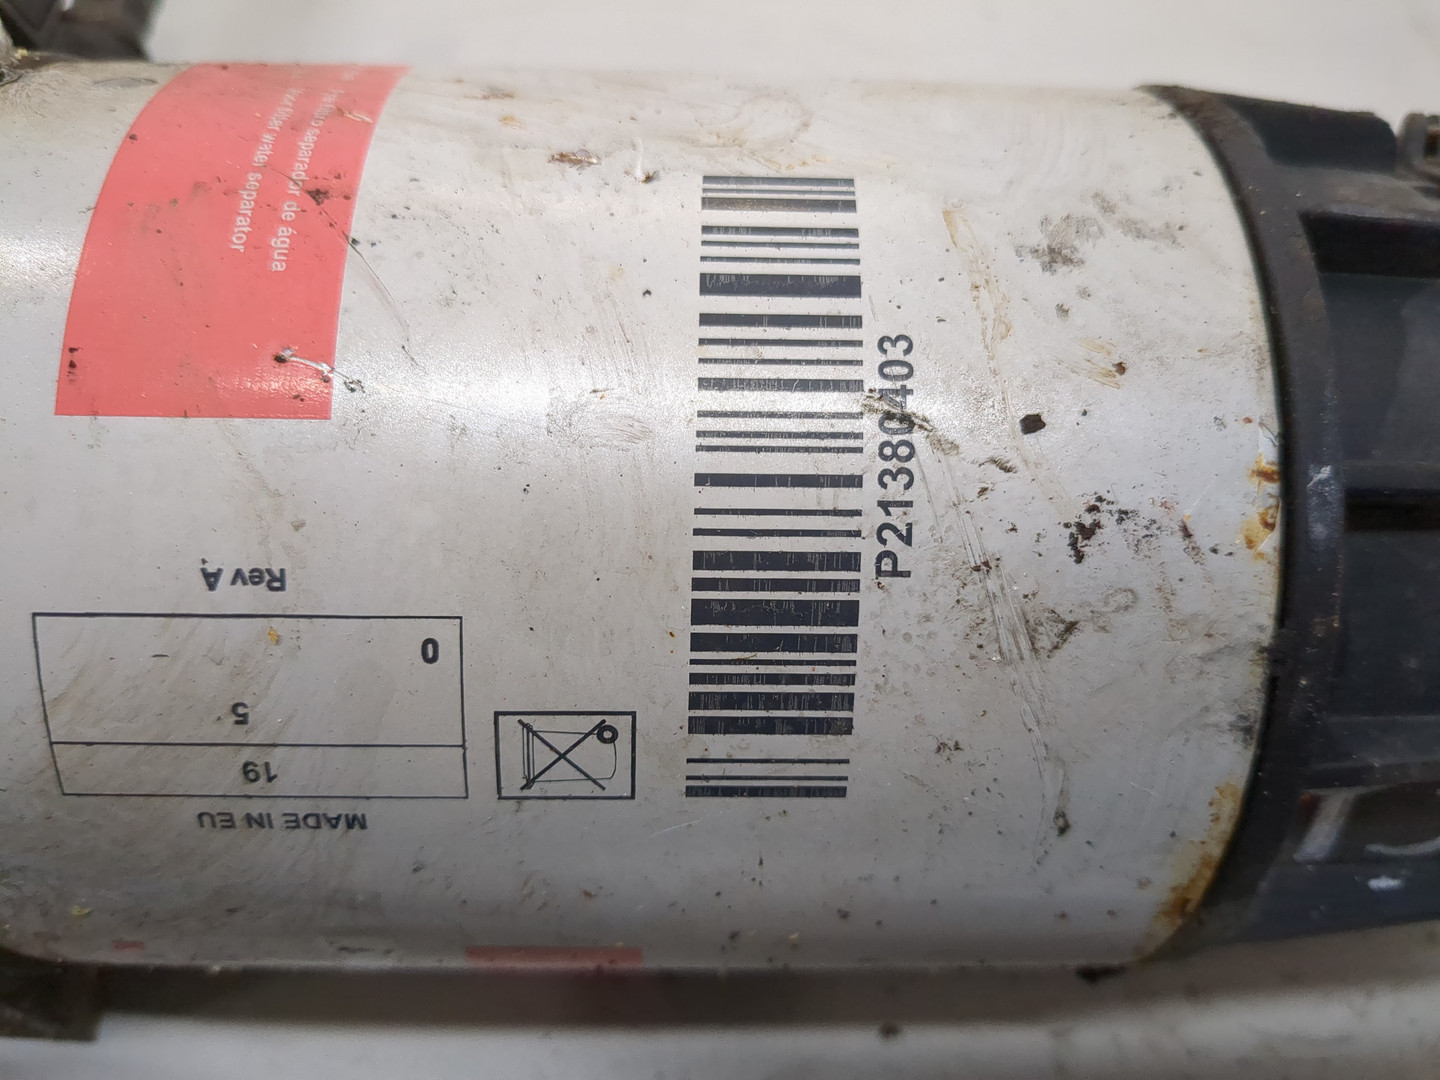 separador de água
water separator
P21380403
Rev A
0
5
19
MADE IN EU